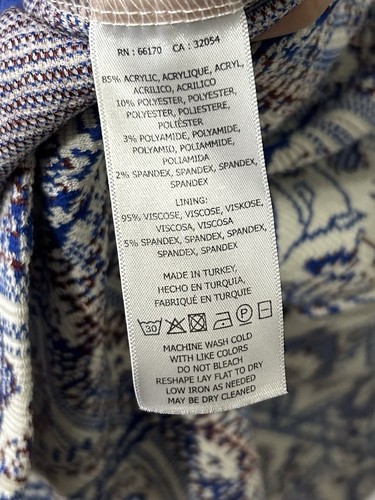 RN : 66170 CA : 32054
85% ACRYLIC, ACRYLIQUE, ACRYL,
ACRILICO, ACRILICO
10% POLYESTER, POLYESTER,
POLYESTER, POLIESTERE,
POLIÉSTER
3% POLYAMIDE, POLYAMIDE,
POLYAMID, POLIAMMIDE,
POLIAMIDA
2% SPANDEX, SPANDEX, SPANDEX,
SPANDEX
LINING:
95% VISCOSE, VISCOSE, VISKOSE,
VISCOSA, VISCOSA
5% SPANDEX, SPANDEX, SPANDEX,
SPANDEX, SPANDEX
MADE IN TURKEY,
HECHO EN TURQUIA,
FABRIQUÉ EN TURQUIE
30 P
MACHINE WASH COLD
WITH LIKE COLORS
DO NOT BLEACH
RESHAPE LAY FLAT TO DRY
LOW IRON AS NEEDED
MAY BE DRY CLEANED